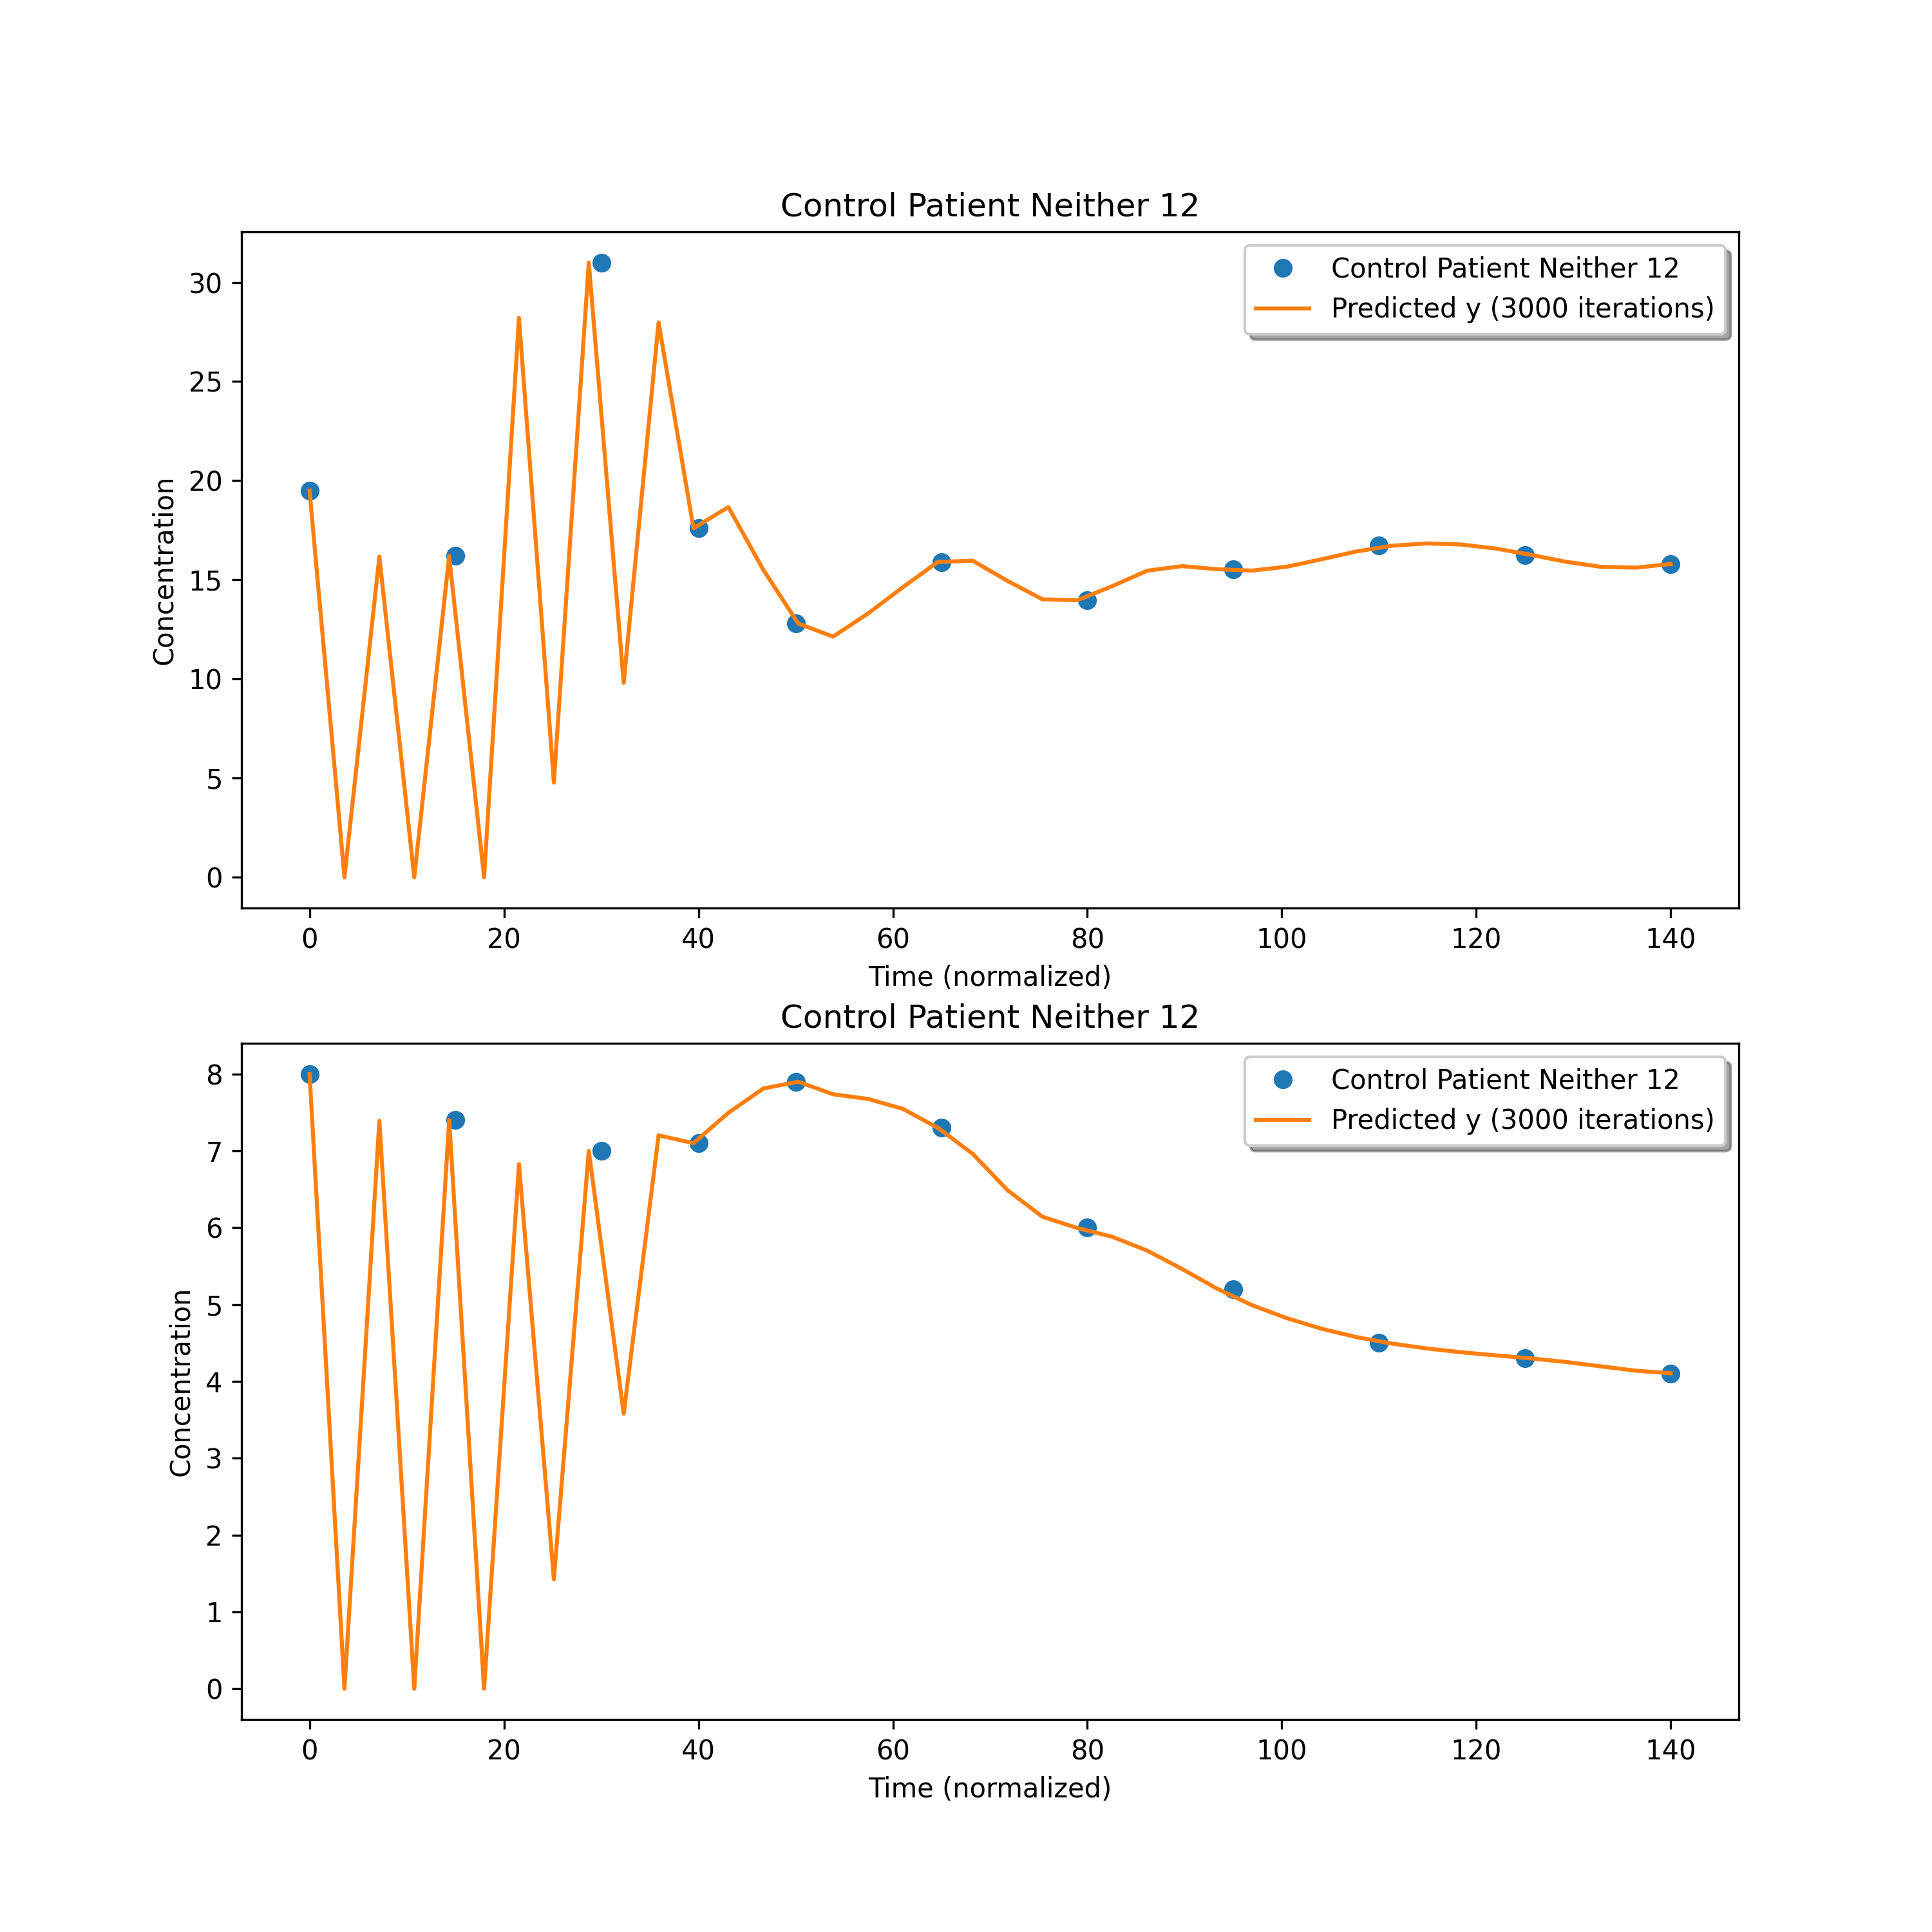 Control Patient Neither 12
Control Patient Neither 12
Predicted y (3000 iterations)
30
25
20
15
10
5
0
Concentration
0 20 40 60 80 100 120 140
Time (normalized)
Control Patient Neither 12
Control Patient Neither 12
Predicted y (3000 iterations)
8
7
6
5
4
3
2
1
0
Concentration
0 20 40 60 80 100 120 140
Time (normalized)